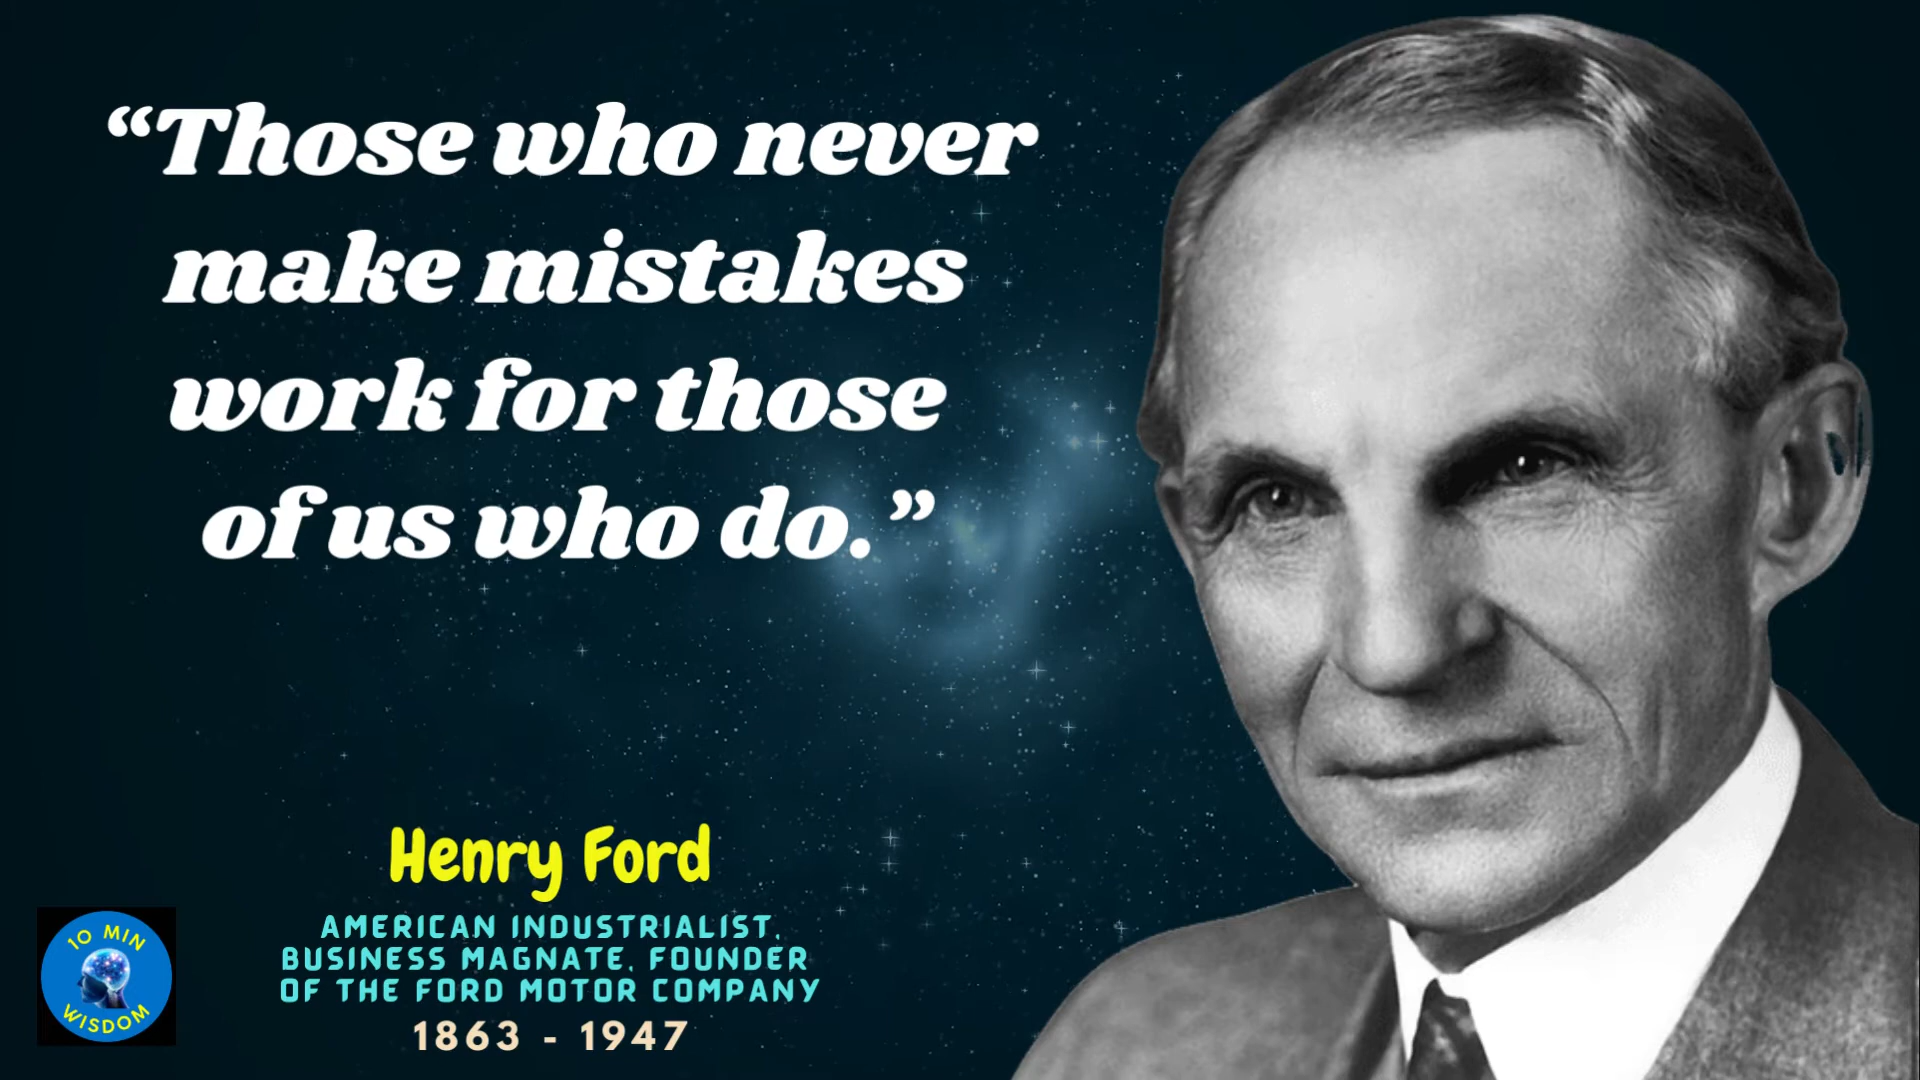 “Those who never
make mistakes
work for those
of us who do.”
Henry Ford
AMERICAN INDUSTRIALIST,
BUSINESS MAGNATE, FOUNDER
OF THE FORD MOTOR COMPANY
1863 - 1947
10 MIN
WISDOM